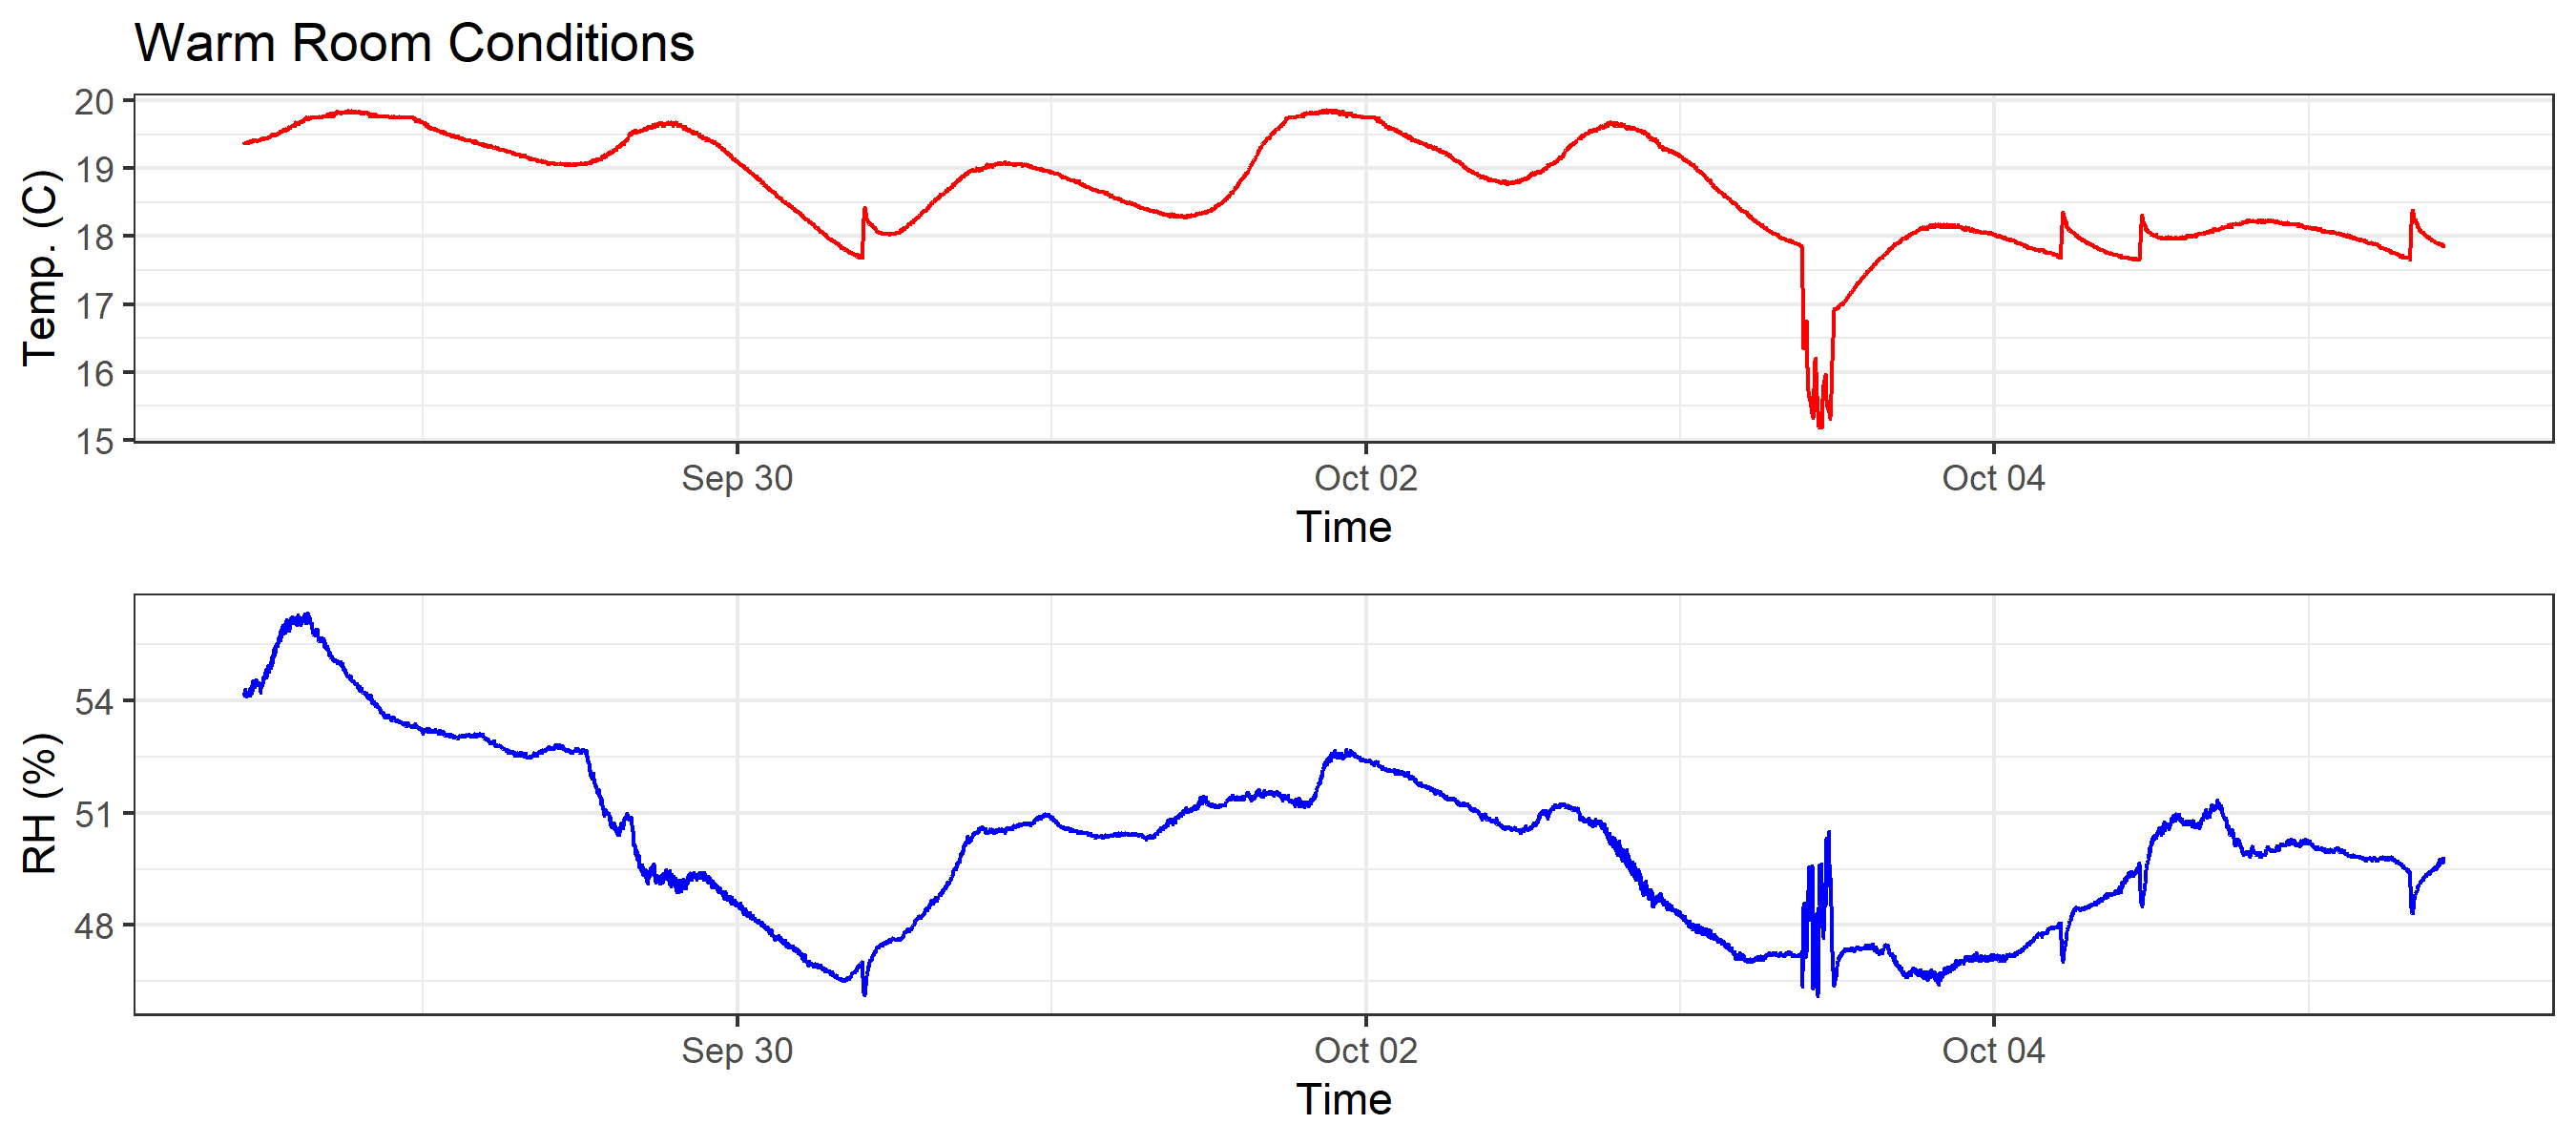 Warm Room Conditions
Temp. (C)
20
19
18
17
16
15
Sep 30
Oct 02
Oct 04
Time
RH (%)
54
51
48
Sep 30
Oct 02
Oct 04
Time